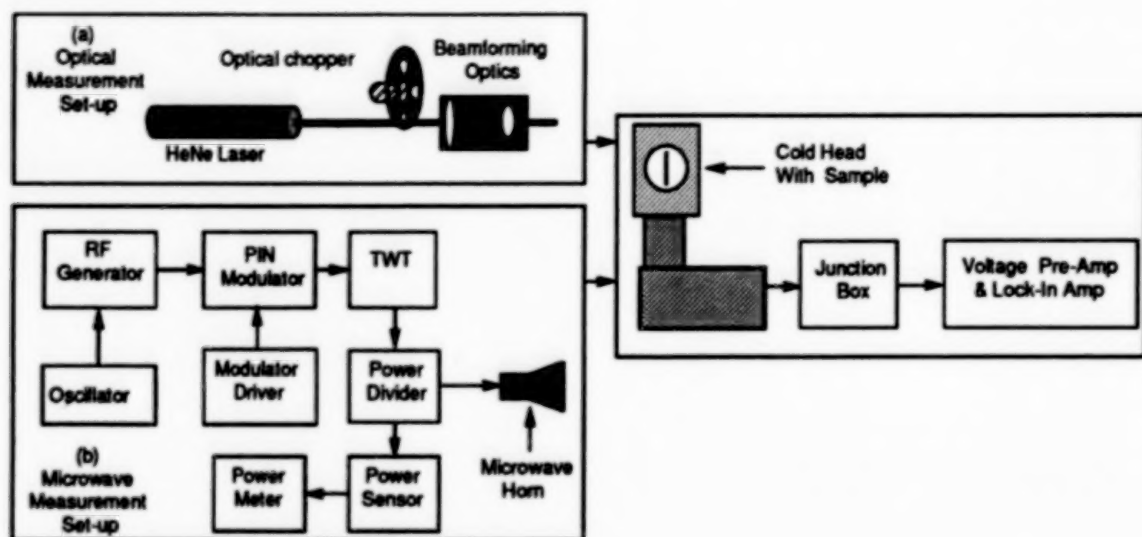 (a)
Optical
Measurement
Set-up
Optical chopper
Beamforming
Optics
HeNe Laser
Cold Head
With Sample
RF
Generator
PIN
Modulator
TWT
Junction
Box
Voltage Pre-Amp
& Lock-In Amp
Oscillator
Modulator
Driver
Power
Divider
(b)
Microwave
Measurement
Set-up
Power
Meter
Power
Sensor
Microwave
Horn